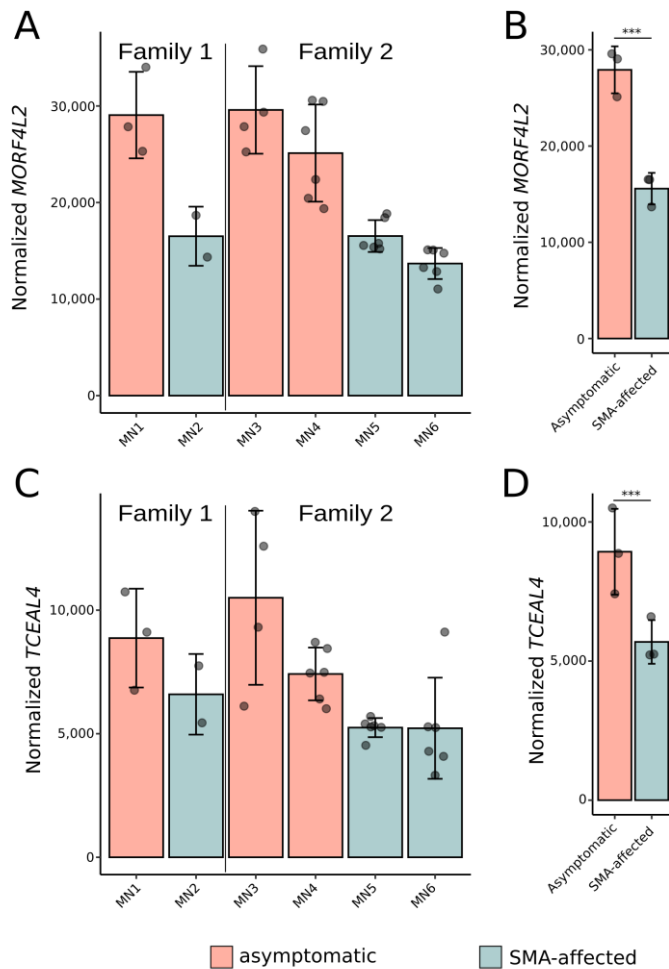 A
Family 1
Family 2
Normalized MORF4L2
30,000
20,000
10,000
0
MN1
MN2
MN3
MN4
MN5
MN6
B
***
Normalized MORF4L2
30,000
20,000
10,000
0
Asymptomatic
SMA-affected
C
Family 1
Family 2
Normalized TCEAL4
10,000
5,000
0
MN1
MN2
MN3
MN4
MN5
MN6
D
***
Normalized TCEAL4
10,000
5,000
0
Asymptomatic
SMA-affected
asymptomatic
SMA-affected